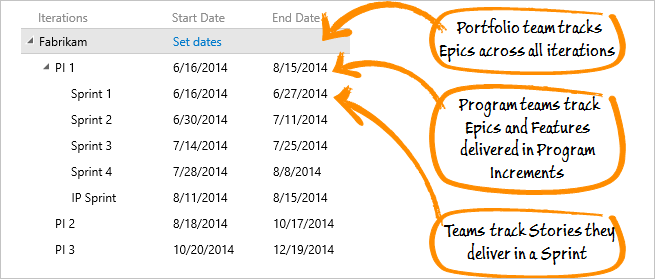 Iterations Start Date End Date
Fabrikam Set dates
PI 1 6/16/2014 8/15/2014
Sprint 1 6/16/2014 6/27/2014
Sprint 2 6/30/2014 7/11/2014
Sprint 3 7/14/2014 7/25/2014
Sprint 4 7/28/2014 8/8/2014
IP Sprint 8/11/2014 8/15/2014
PI 2 8/18/2014 10/17/2014
PI 3 10/20/2014 12/19/2014
Portfolio team tracks
Epics across all iterations
Program teams track
Epics and Features
delivered in Program
Increments
Teams track Stories they
deliver in a Sprint